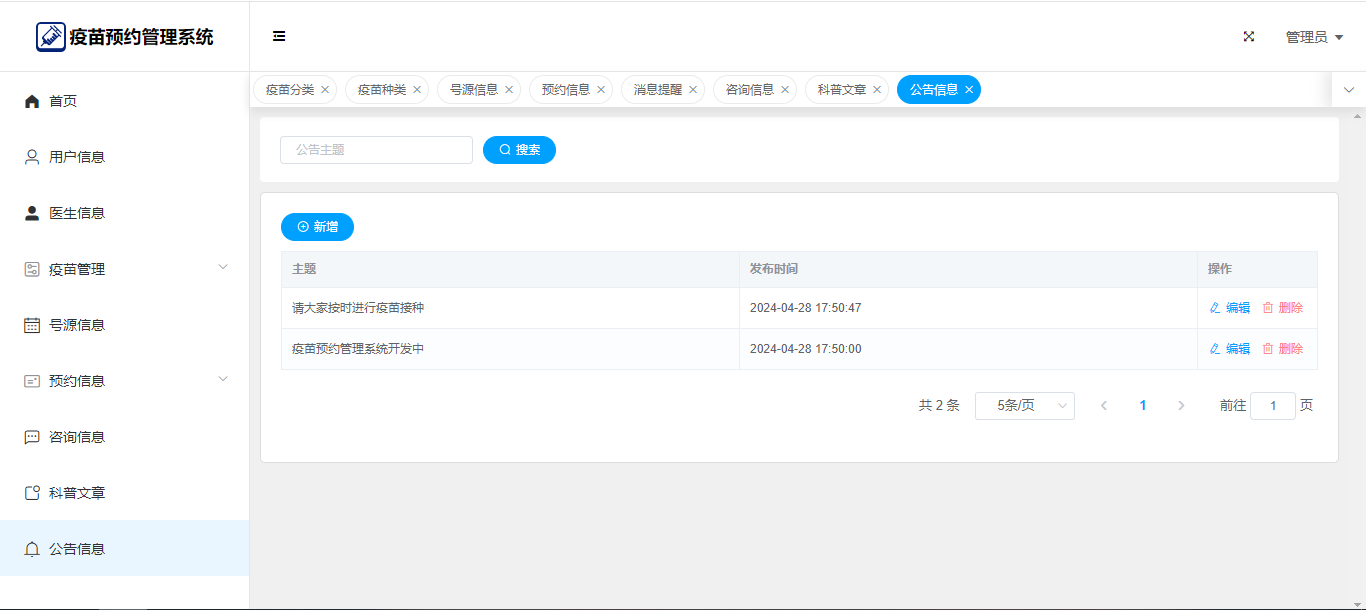 疫苗预约管理系统
管理员
疫苗分类 疫苗种类 号源信息 预约信息 消息提醒 咨询信息 科普文章 公告信息
首页
用户信息
医生信息
疫苗管理
号源信息
预约信息
咨询信息
科普文章
公告信息
公告主题 搜索
新增
主题 发布时间 操作
请大家按时进行疫苗接种 2024-04-28 17:50:47 编辑 删除
疫苗预约管理系统开发中 2024-04-28 17:50:00 编辑 删除
共 2 条 5条/页 1 前往 1 页